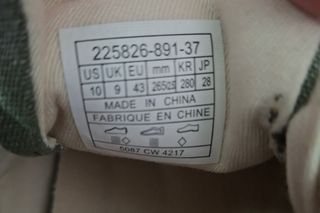 225826-891-37
US UK EU mm KR JP
10 9 43 265 280 28
MADE IN CHINA
FABRIQUE EN CHINE
5087 CW 4217